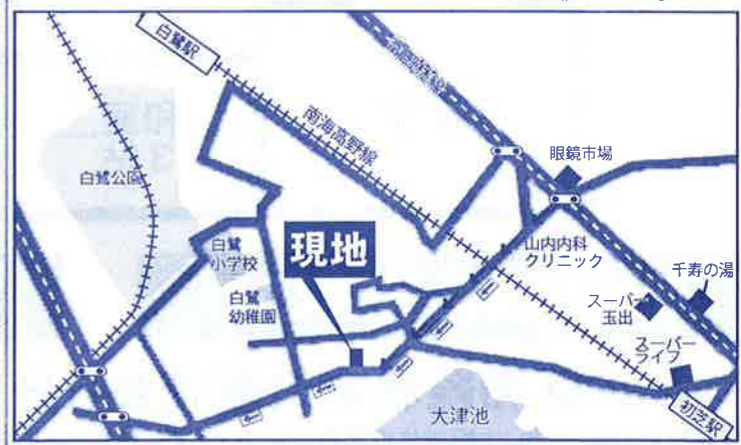 白鷺駅
南海高野線
眼鏡市場
白鷺公園
白鷺
小学校
現地
山内内科
クリニック
千寿の湯
白鷺
幼稚園
スーパー
玉出
スーパー
ライフ
大津池
初芝駅